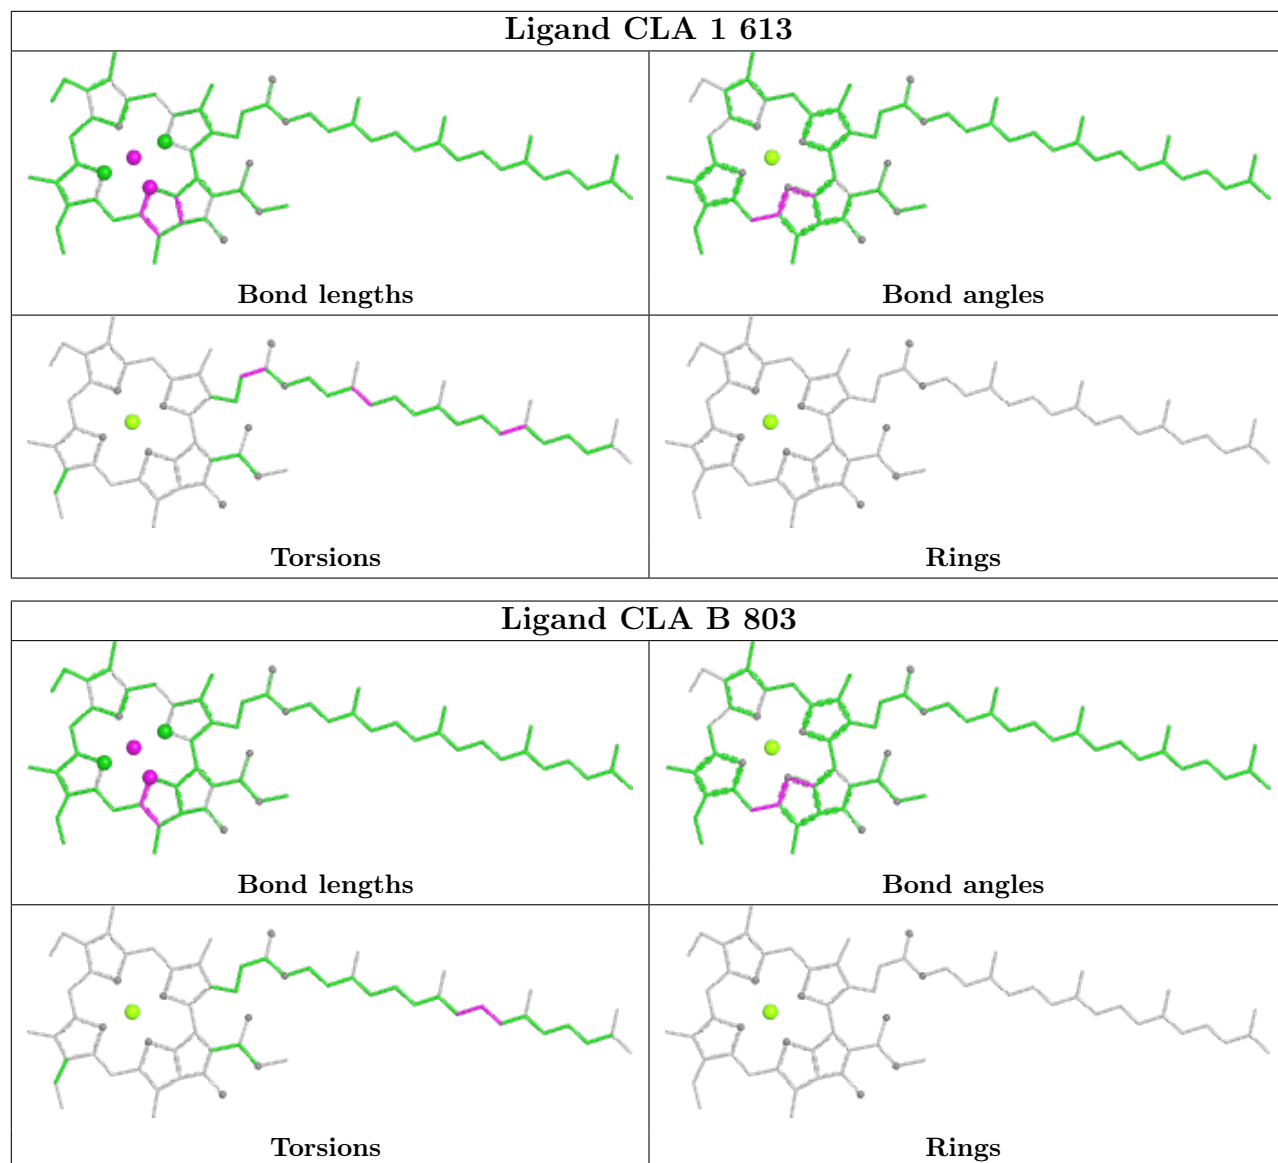 Ligand CLA 1 613
Bond lengths
Bond angles
Torsions
Rings
Ligand CLA B 803
Bond lengths
Bond angles
Torsions
Rings